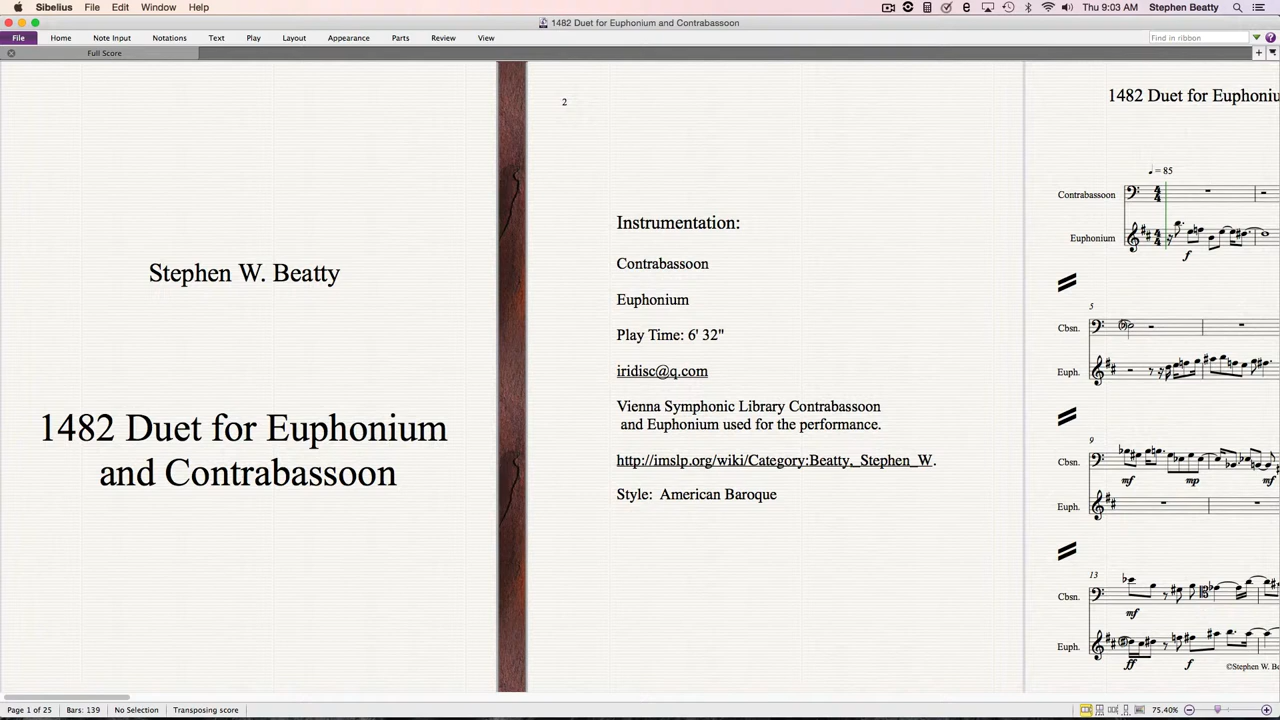 Sibelius File Edit Window Help
Thu 9:03 AM Stephen Beatty
1482 Duet for Euphonium and Contrabassoon
File Home Note Input Notations Text Play Layout Appearance Parts Review View
Find in ribbon
Full Score
Stephen W. Beatty
1482 Duet for Euphonium
and Contrabassoon
2
Instrumentation:
Contrabassoon
Euphonium
Play Time: 6' 32"
iridisc@q.com
Vienna Symphonic Library Contrabassoon
and Euphonium used for the performance.
http://imslp.org/wiki/Category:Beatty,_Stephen_W.
Style: American Baroque
1482 Duet for Euphoniu
= 85
Contrabassoon
Euphonium
f
5
Cbsn.
Euph.
9
Cbsn.
mf mp mf
Euph.
13
Cbsn.
mf
Euph.
ff f
©Stephen W. Be
Page 1 of 25 Bars: 139 No Selection Transposing score
75.40%